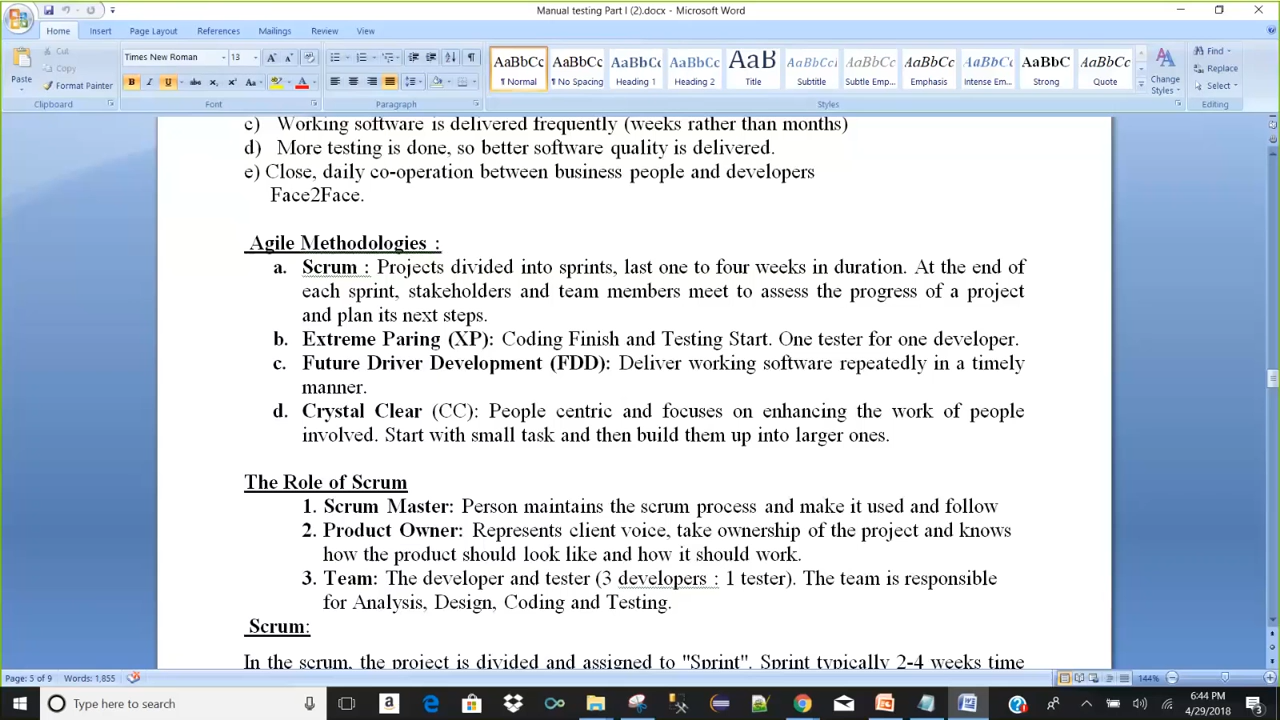 Manual testing Part I (2).docx - Microsoft Word
Home Insert Page Layout References Mailings Review View
Paste
Cut
Copy
Format Painter
Clipboard
Times New Roman 13
Font
Paragraph
AaBbCc AaBbCc AaBbCc AaBbCc AaB AaBbCcl AaBbCc AaBbCc AaBbCc AaBbC AaBbCc
¶ Normal ¶ No Spacing Heading 1 Heading 2 Title Subtitle Subtle Emp... Emphasis Intense Em... Strong Quote
Styles
Change Styles
Find
Replace
Select
Editing
c) Working software is delivered frequently (weeks rather than months)
d) More testing is done, so better software quality is delivered.
e) Close, daily co-operation between business people and developers
Face2Face.
Agile Methodologies :
a. Scrum : Projects divided into sprints, last one to four weeks in duration. At the end of
each sprint, stakeholders and team members meet to assess the progress of a project
and plan its next steps.
b. Extreme Paring (XP): Coding Finish and Testing Start. One tester for one developer.
c. Future Driver Development (FDD): Deliver working software repeatedly in a timely
manner.
d. Crystal Clear (CC): People centric and focuses on enhancing the work of people
involved. Start with small task and then build them up into larger ones.
The Role of Scrum
1. Scrum Master: Person maintains the scrum process and make it used and follow
2. Product Owner: Represents client voice, take ownership of the project and knows
how the product should look like and how it should work.
3. Team: The developer and tester (3 developers : 1 tester). The team is responsible
for Analysis, Design, Coding and Testing.
Scrum:
In the scrum, the project is divided and assigned to "Sprint". Sprint typically 2-4 weeks time
Page: 5 of 9 Words: 1,855 144%
Type here to search
6:44 PM
4/29/2018